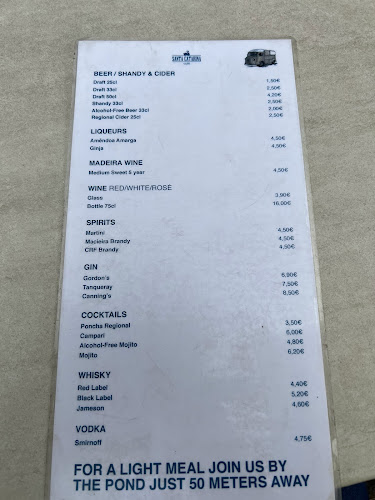 SANTA CATARINA
BEER / SHANDY & CIDER
Draft 25cl 1,50€
Draft 33cl 2,50€
Draft 50cl 4,20€
Shandy 33cl 2,50€
Alcohol-Free Beer 33cl 2,00€
Regional Cider 25cl 2,50€
LIQUEURS
Amêndoa Amarga 4,50€
Ginja 4,50€
MADEIRA WINE
Medium Sweet 5 year 4,50€
WINE RED/WHITE/ROSÉ
Glass 3,90€
Bottle 75cl 16,00€
SPIRITS
Martini 4,50€
Macieira Brandy 4,50€
CRF Brandy 4,50€
GIN
Gordon's 6,90€
Tanqueray 7,50€
Canning's 8,50€
COCKTAILS
Poncha Regional 3,50€
Campari 6,00€
Alcohol-Free Mojito 4,80€
Mojito 6,20€
WHISKY
Red Label 4,40€
Black Label 5,20€
Jameson 4,60€
VODKA
Smirnoff 4,75€
FOR A LIGHT MEAL JOIN US BY
THE POND JUST 50 METERS AWAY